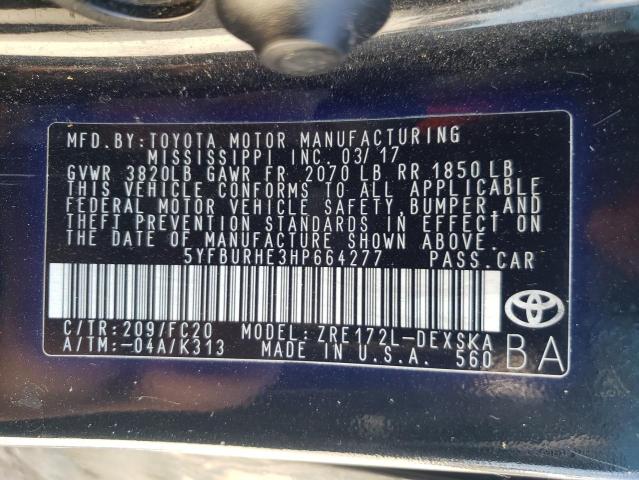 MFD.BY:TOYOTA MOTOR MANUFACTURING
MISSISSIPPI INC. 03/17
GVWR 3820LB GAWR FR 2070 LB RR 1850 LB
THIS VEHICLE CONFORMS TO ALL APPLICABLE
FEDERAL MOTOR VEHICLE SAFETY,BUMPER,AND
THEFT PREVENTION STANDARDS IN EFFECT ON
THE DATE OF MANUFACTURE SHOWN ABOVE.
5YFBURHE3HP664277 PASS.CAR
C/TR:209/FC20 MODEL:ZRE172L-DEXSKA
A/TM:-04A/K313 MADE IN U.S.A. 560
BA